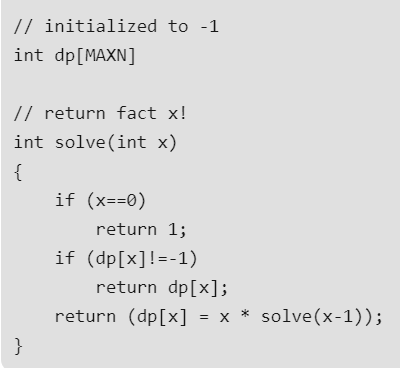 // initialized to -1
int dp[MAXN]

// return fact x!
int solve(int x)
{
    if (x==0)
        return 1;
    if (dp[x]!=-1)
        return dp[x];
    return (dp[x] = x * solve(x-1));
}